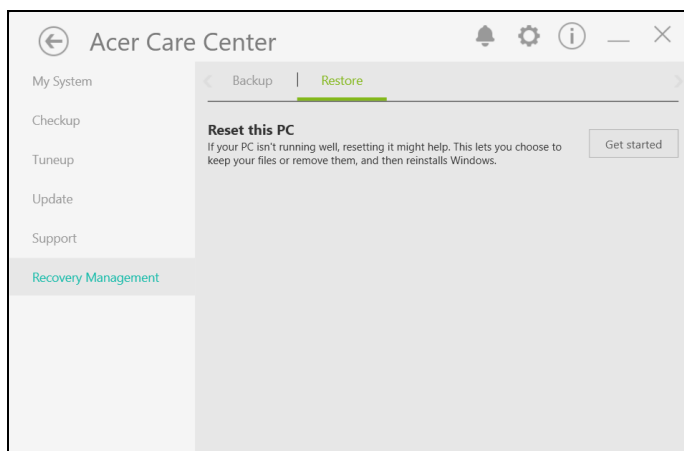 Acer Care Center
My System
Checkup
Tuneup
Update
Support
Recovery Management
Backup | Restore
Reset this PC
If your PC isn't running well, resetting it might help. This lets you choose to
keep your files or remove them, and then reinstalls Windows.
Get started